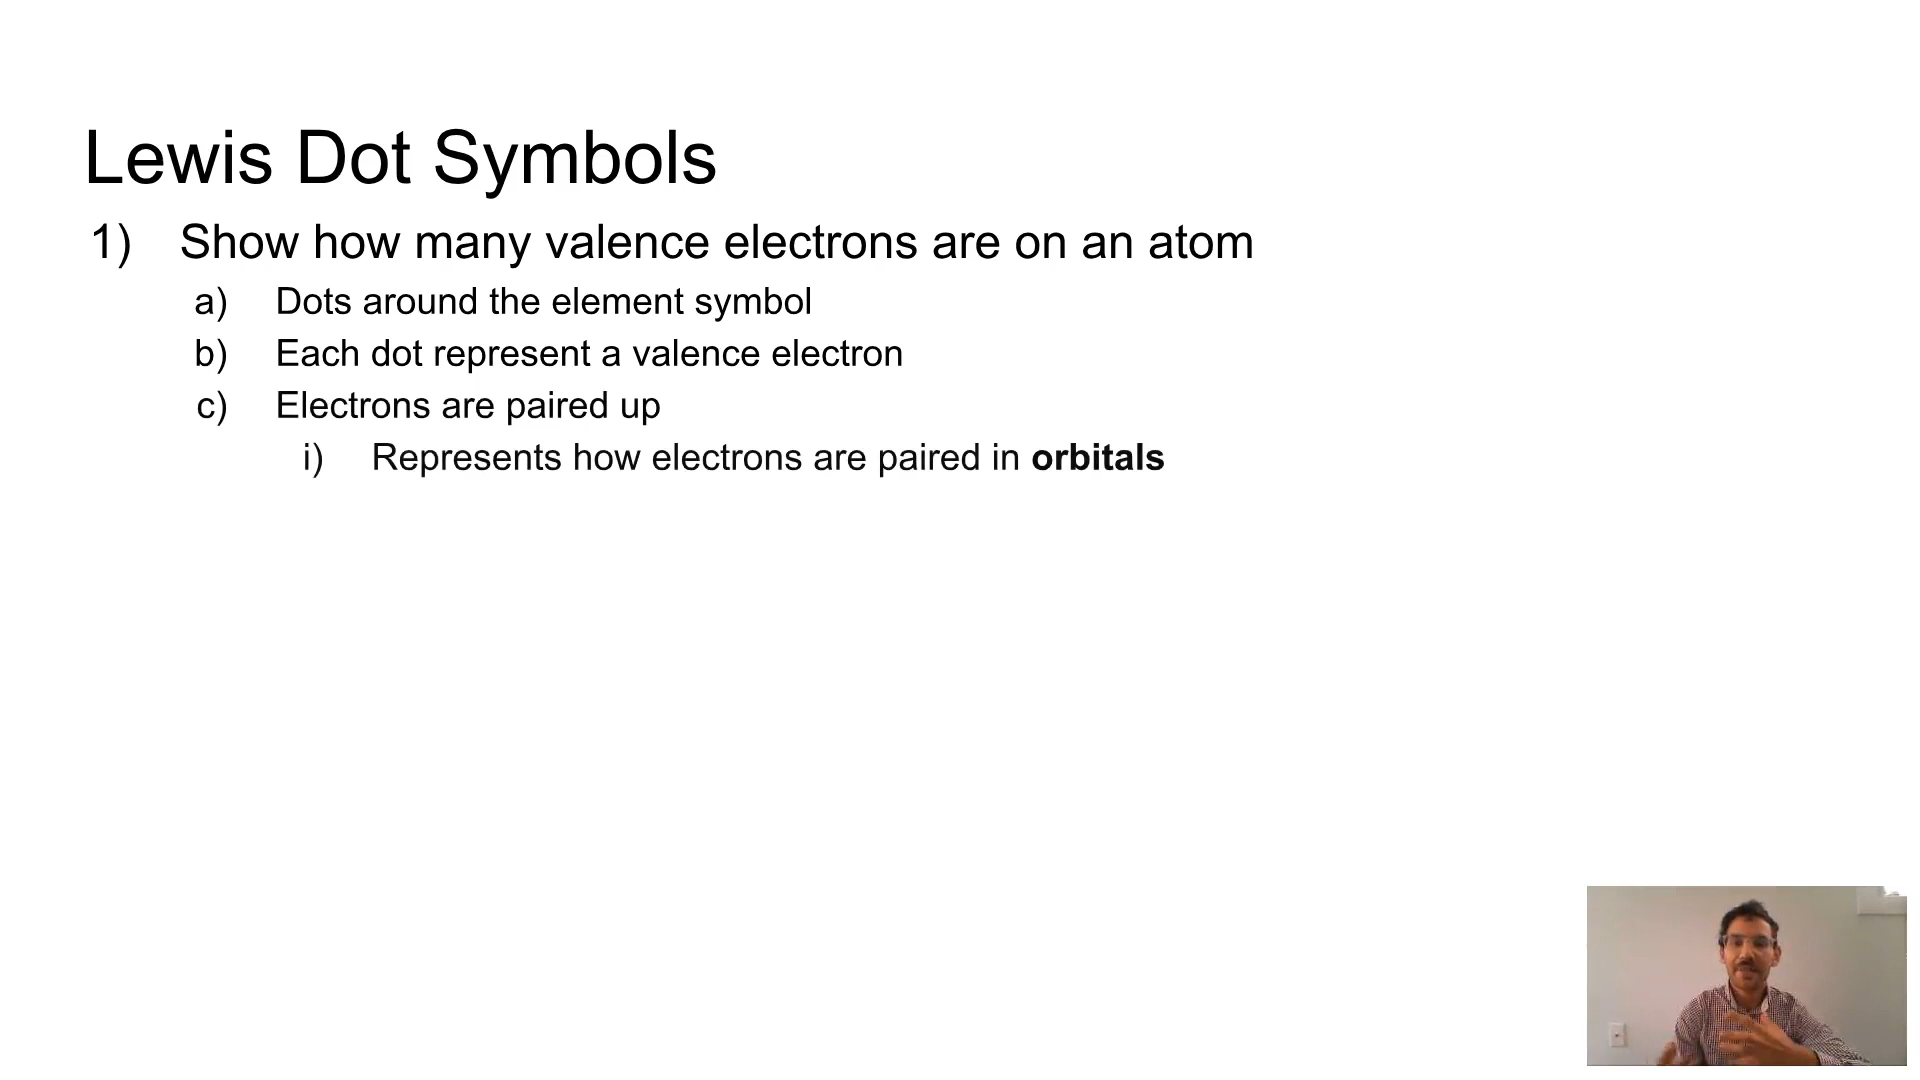 Lewis Dot Symbols
1) Show how many valence electrons are on an atom
a) Dots around the element symbol
b) Each dot represent a valence electron
c) Electrons are paired up
i) Represents how electrons are paired in orbitals